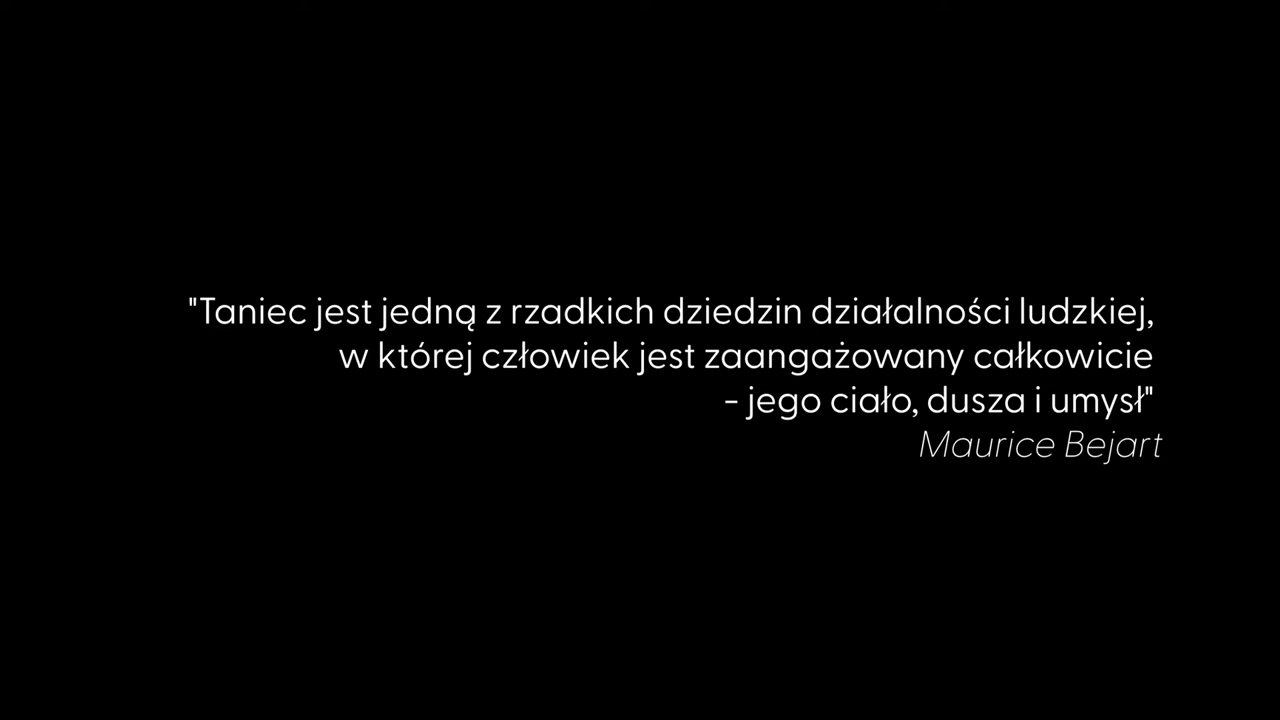 "Taniec jest jedną z rzadkich dziedzin działalności ludzkiej,
w której człowiek jest zaangażowany całkowicie
- jego ciało, dusza i umysł"
Maurice Bejart